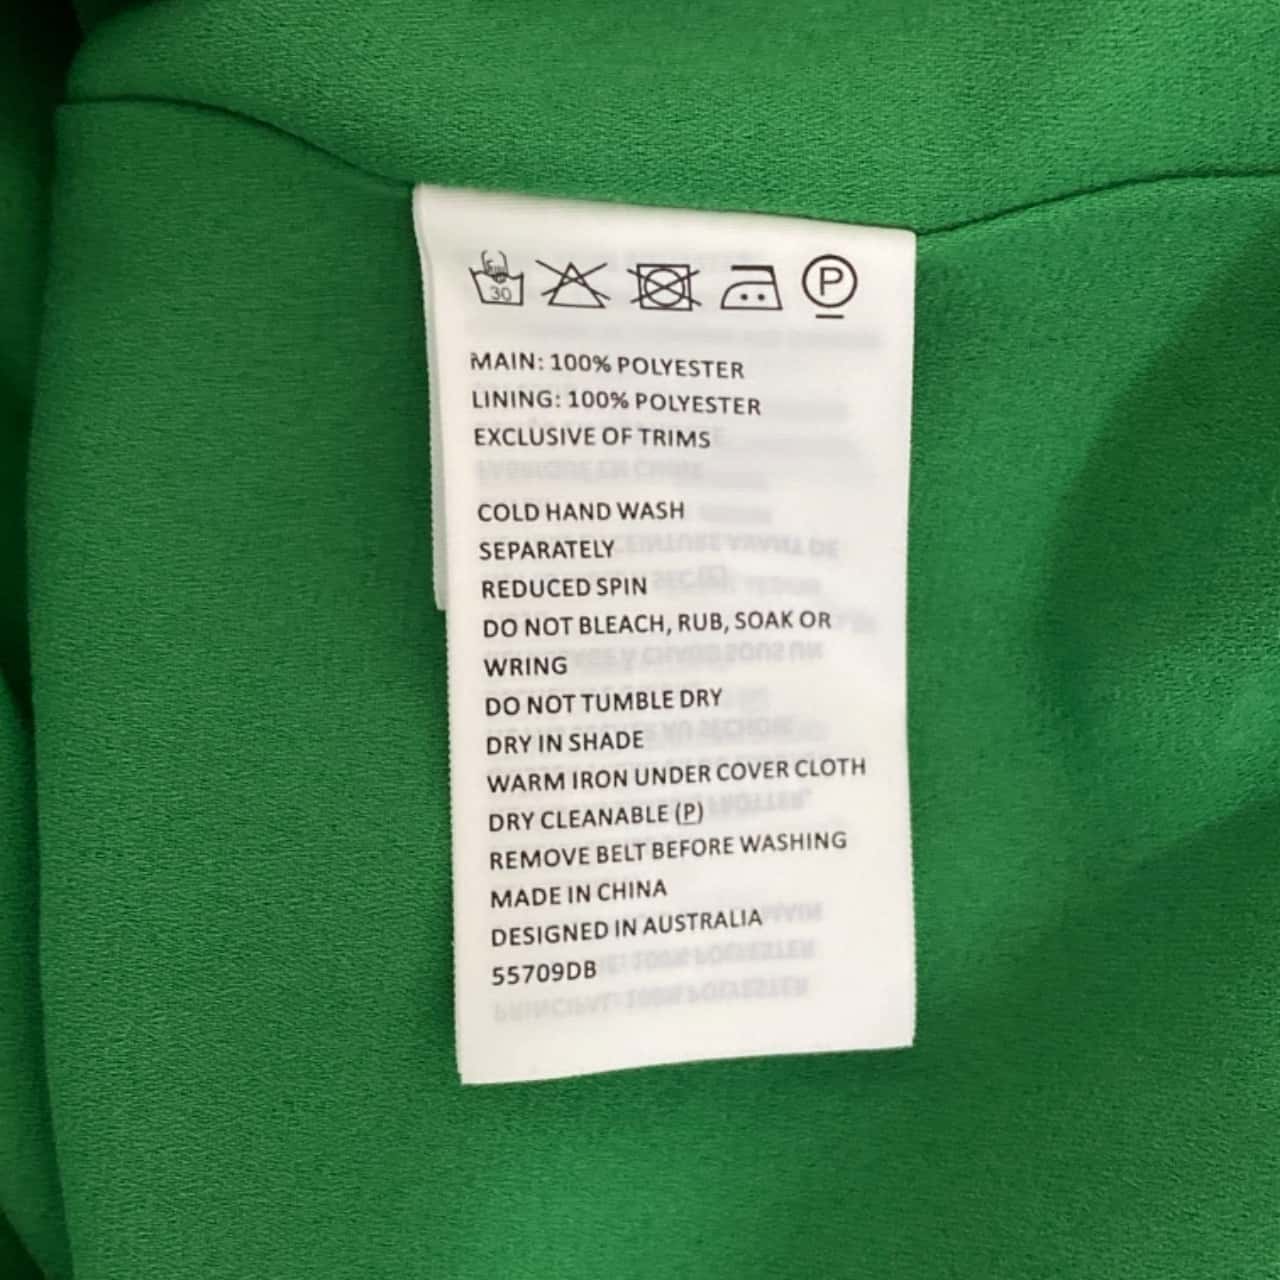 30
P
MAIN: 100% POLYESTER
LINING: 100% POLYESTER
EXCLUSIVE OF TRIMS
COLD HAND WASH
SEPARATELY
REDUCED SPIN
DO NOT BLEACH, RUB, SOAK OR
WRING
DO NOT TUMBLE DRY
DRY IN SHADE
WARM IRON UNDER COVER CLOTH
DRY CLEANABLE (P)
REMOVE BELT BEFORE WASHING
MADE IN CHINA
DESIGNED IN AUSTRALIA
55709DB